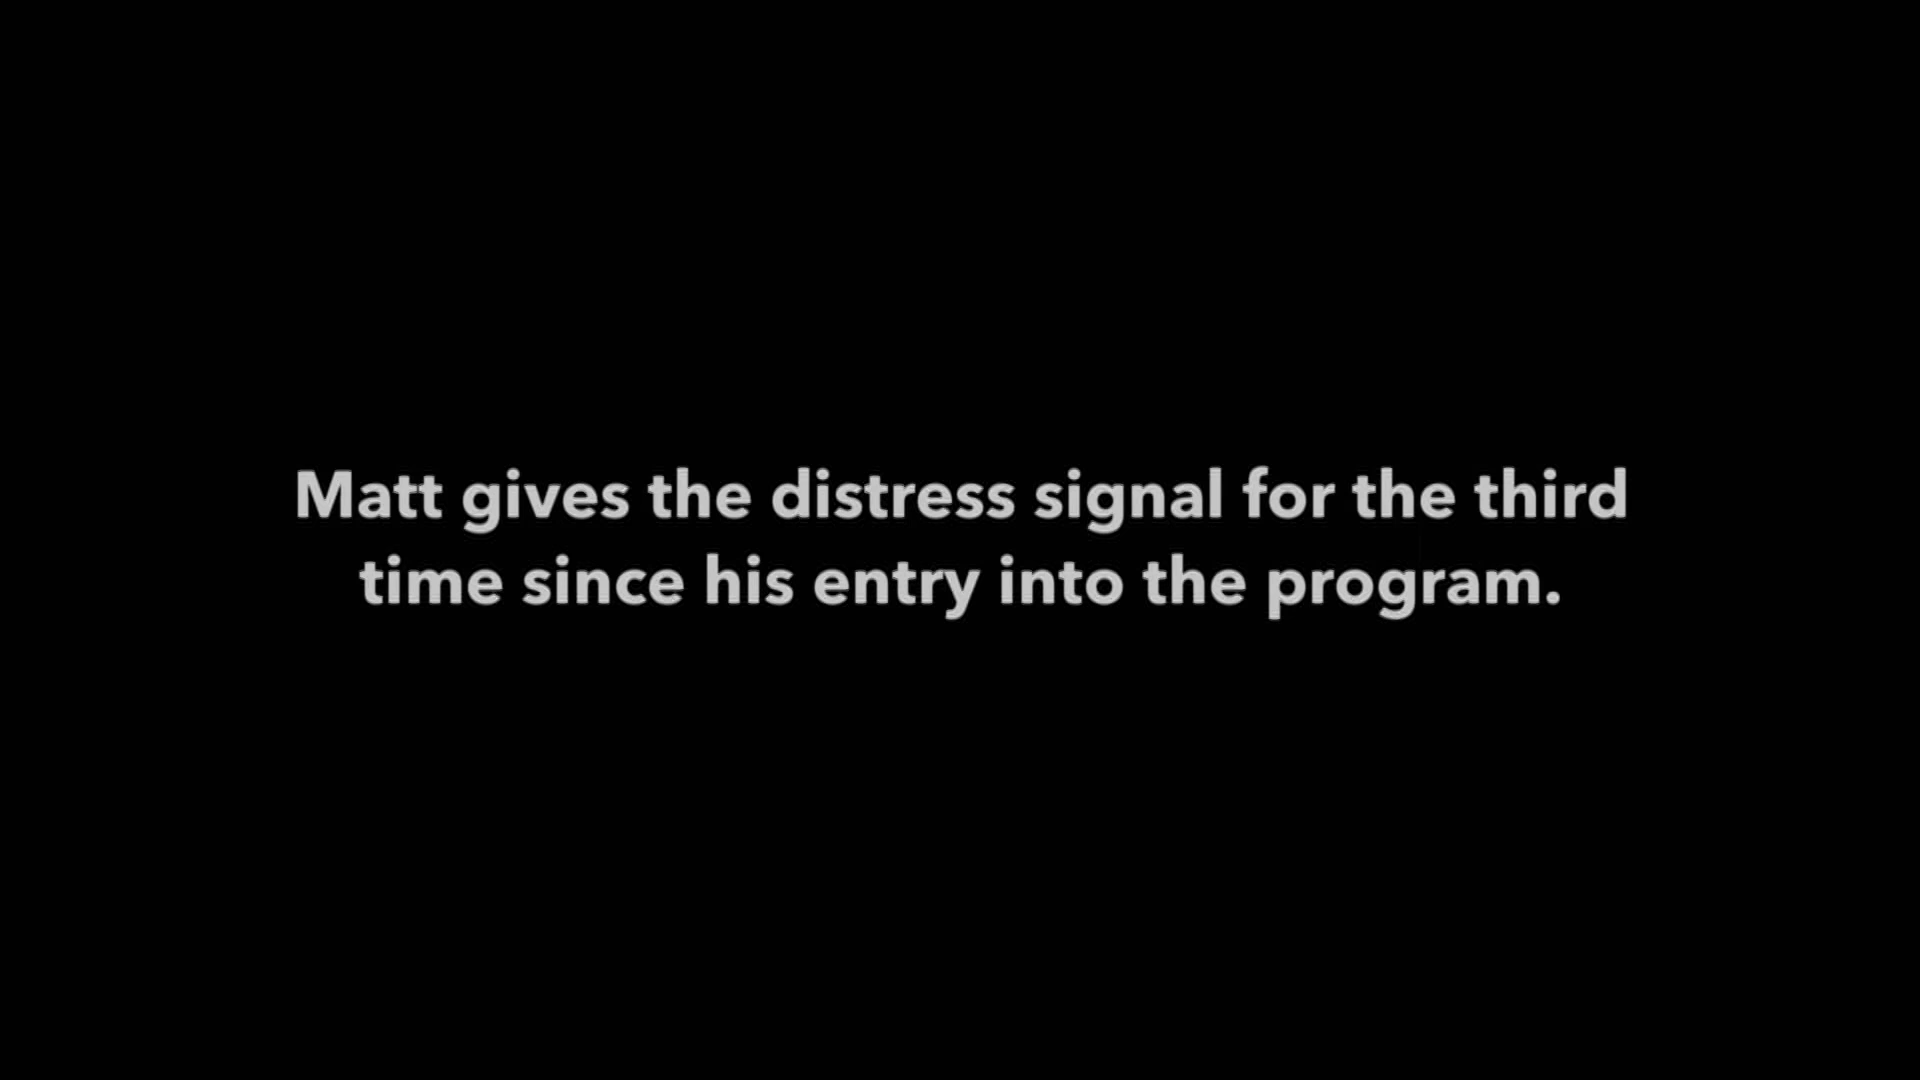 Matt gives the distress signal for the third
time since his entry into the program.